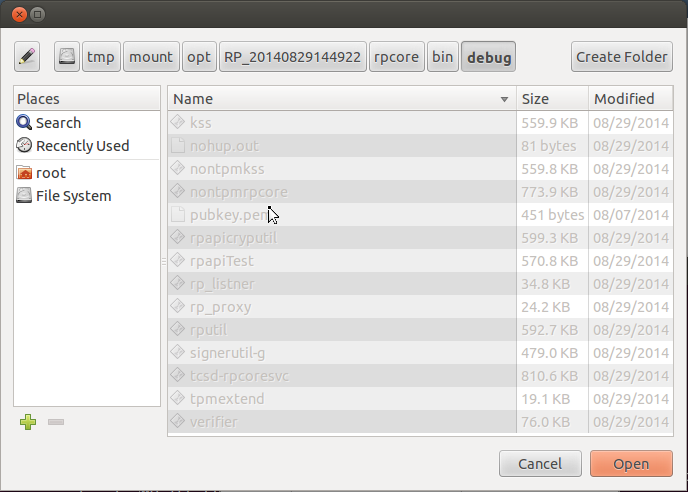 tmp mount opt RP_20140829144922 rpcore bin debug Create Folder
Places
Search
Recently Used
root
File System
Name Size Modified
kss 559.9 KB 08/29/2014
nohup.out 81 bytes 08/29/2014
nontpmkss 559.8 KB 08/29/2014
nontpmrpcore 773.9 KB 08/29/2014
pubkey.pem 451 bytes 08/07/2014
rpapicryputil 599.3 KB 08/29/2014
rpapiTest 570.8 KB 08/29/2014
rp_listner 34.8 KB 08/29/2014
rp_proxy 24.2 KB 08/29/2014
rputil 592.7 KB 08/29/2014
signerutil-g 479.0 KB 08/29/2014
tcsd-rpcoresvc 810.6 KB 08/29/2014
tpmextend 19.1 KB 08/29/2014
verifier 76.0 KB 08/29/2014
Cancel Open